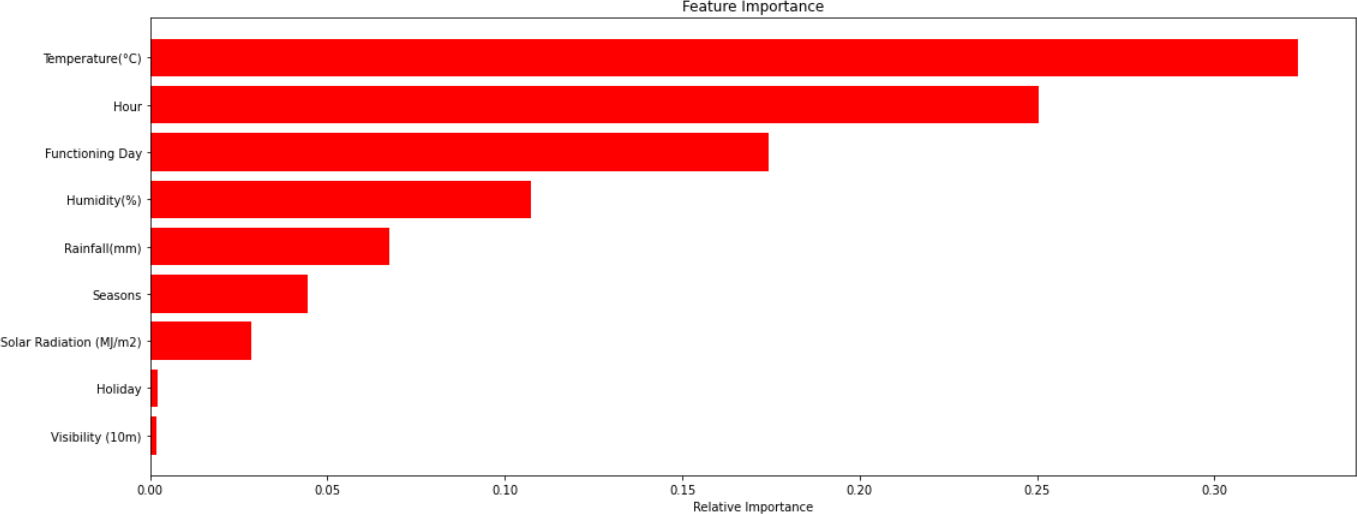 Feature Importance
Temperature(°C)
Hour
Functioning Day
Humidity(%)
Rainfall(mm)
Seasons
Solar Radiation (MJ/m2)
Holiday
Visibility (10m)
0.00 0.05 0.10 0.15 0.20 0.25 0.30
Relative Importance